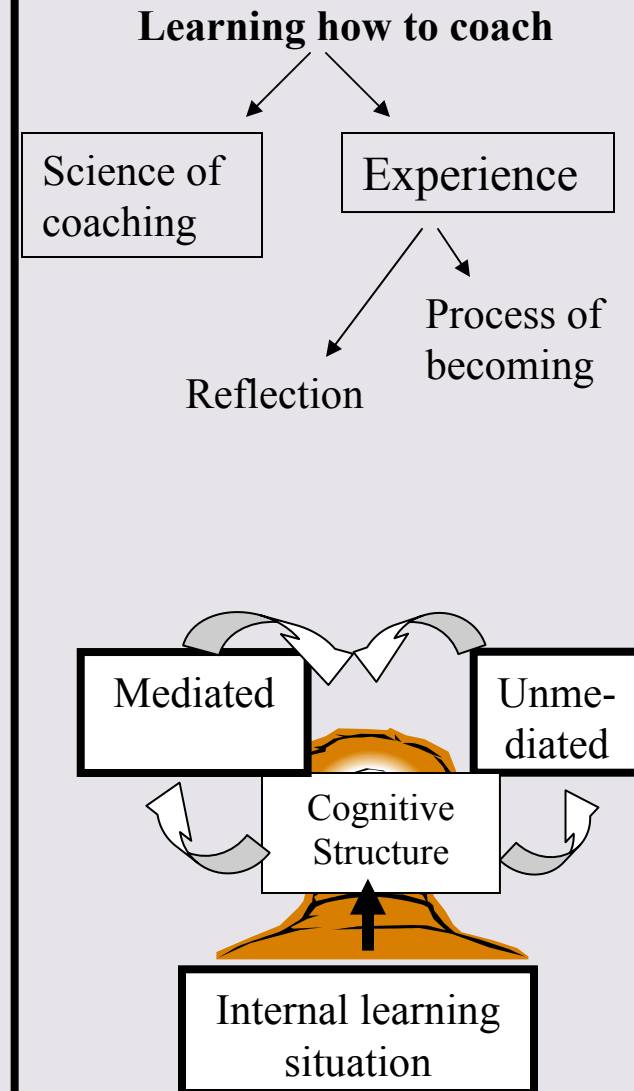 Learning how to coach
Science of
coaching
Experience
Process of
becoming
Reflection
Mediated
Unme-
diated
Cognitive
Structure
Internal learning
situation